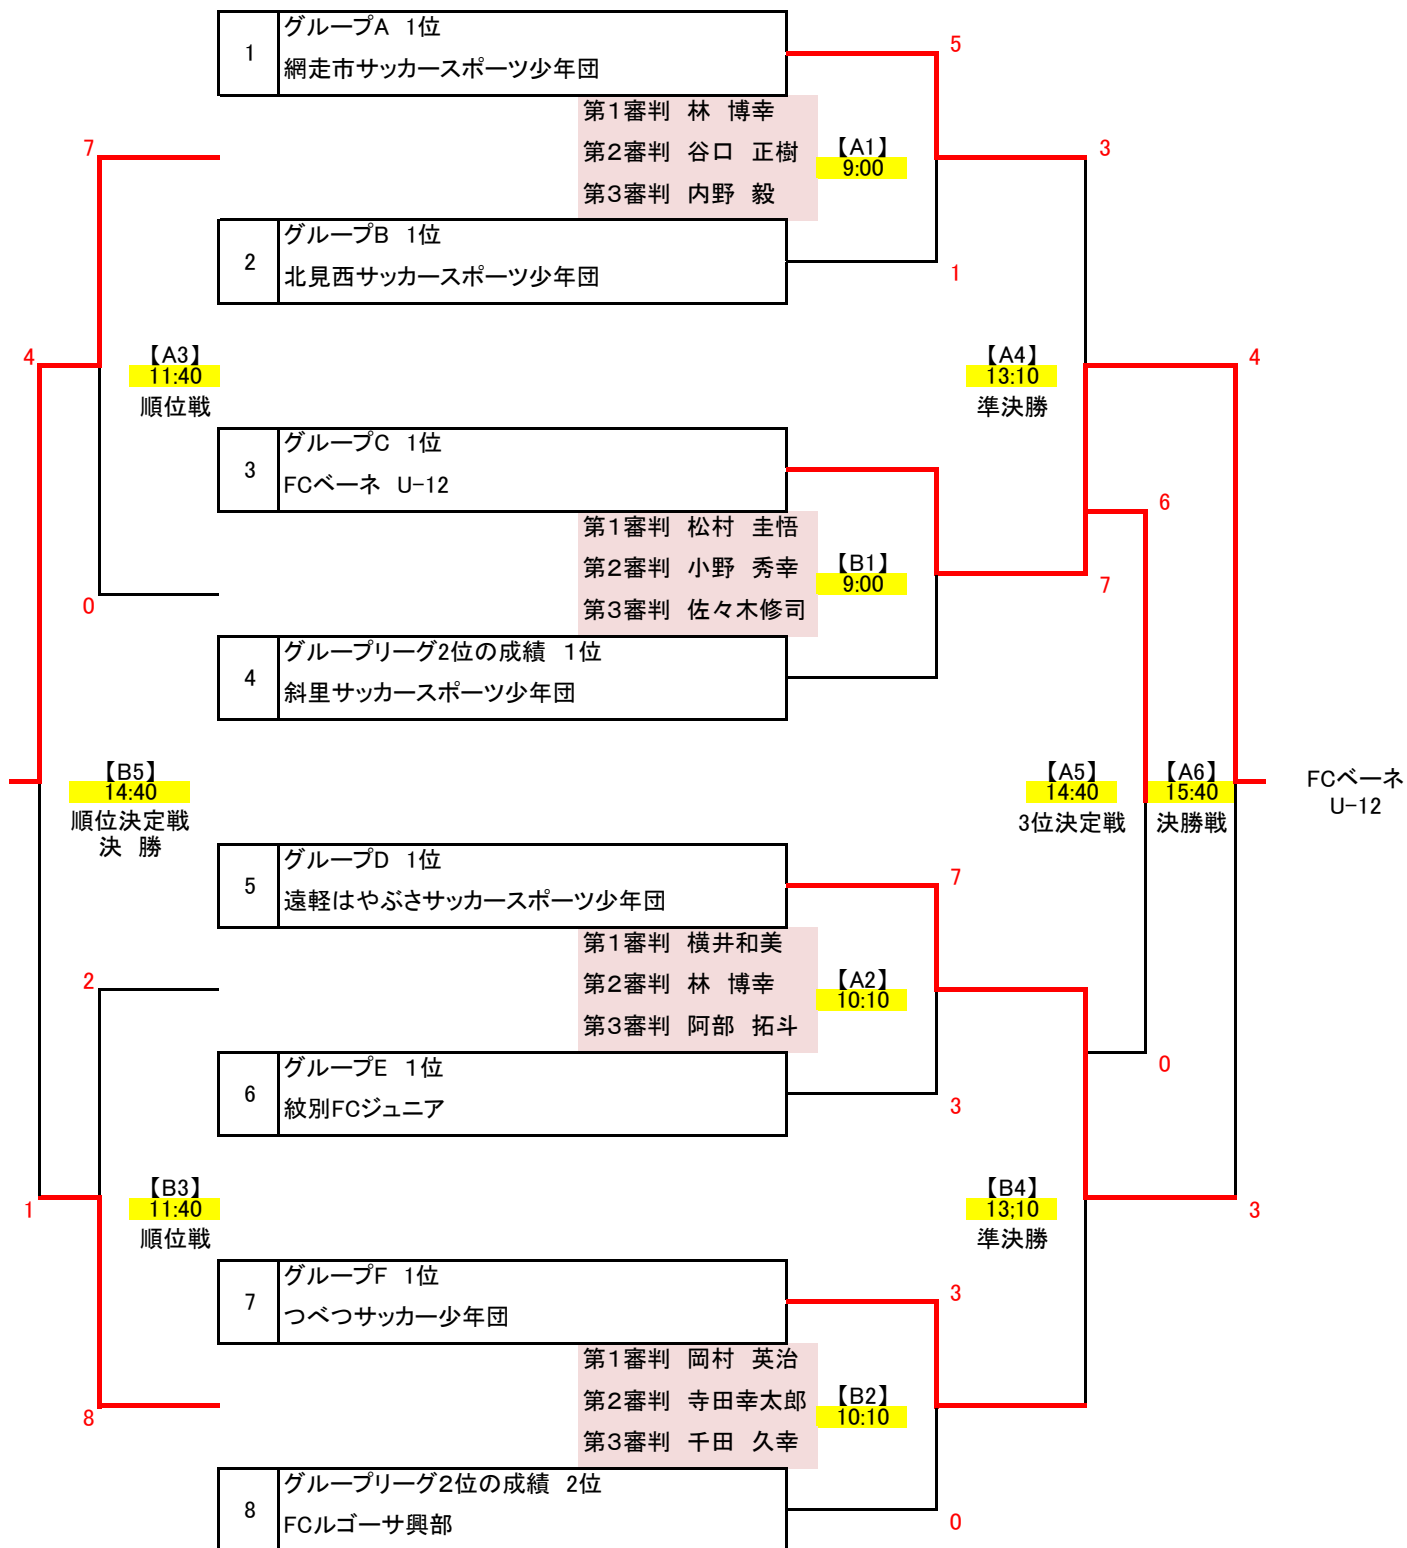 グループA 1位
1
網走市サッカースポーツ少年団
5
第1審判 林 博幸
第2審判 谷口 正樹
第3審判 内野 毅
【A1】
9:00
7
3
グループB 1位
2
北見西サッカースポーツ少年団
1
4
【A3】
11:40
順位戦
【A4】
13:10
準決勝
4
グループC 1位
3
FCベーネ U-12
6
第1審判 松村 圭悟
第2審判 小野 秀幸
第3審判 佐々木修司
【B1】
9:00
0
7
グループリーグ2位の成績 1位
4
斜里サッカースポーツ少年団
【B5】
14:40
順位決定戦
決 勝
【A5】
14:40
3位決定戦
【A6】
15:40
決勝戦
FCベーネ
U-12
グループD 1位
5
遠軽はやぶさサッカースポーツ少年団
7
第1審判 横井和美
第2審判 林 博幸
第3審判 阿部 拓斗
【A2】
10:10
2
グループE 1位
6
紋別FCジュニア
0
3
【B3】
11:40
順位戦
【B4】
13;10
準決勝
1
3
グループF 1位
7
つべつサッカー少年団
3
第1審判 岡村 英治
第2審判 寺田幸太郎
第3審判 千田 久幸
【B2】
10:10
8
グループリーグ2位の成績 2位
8
FCルゴーサ興部
0